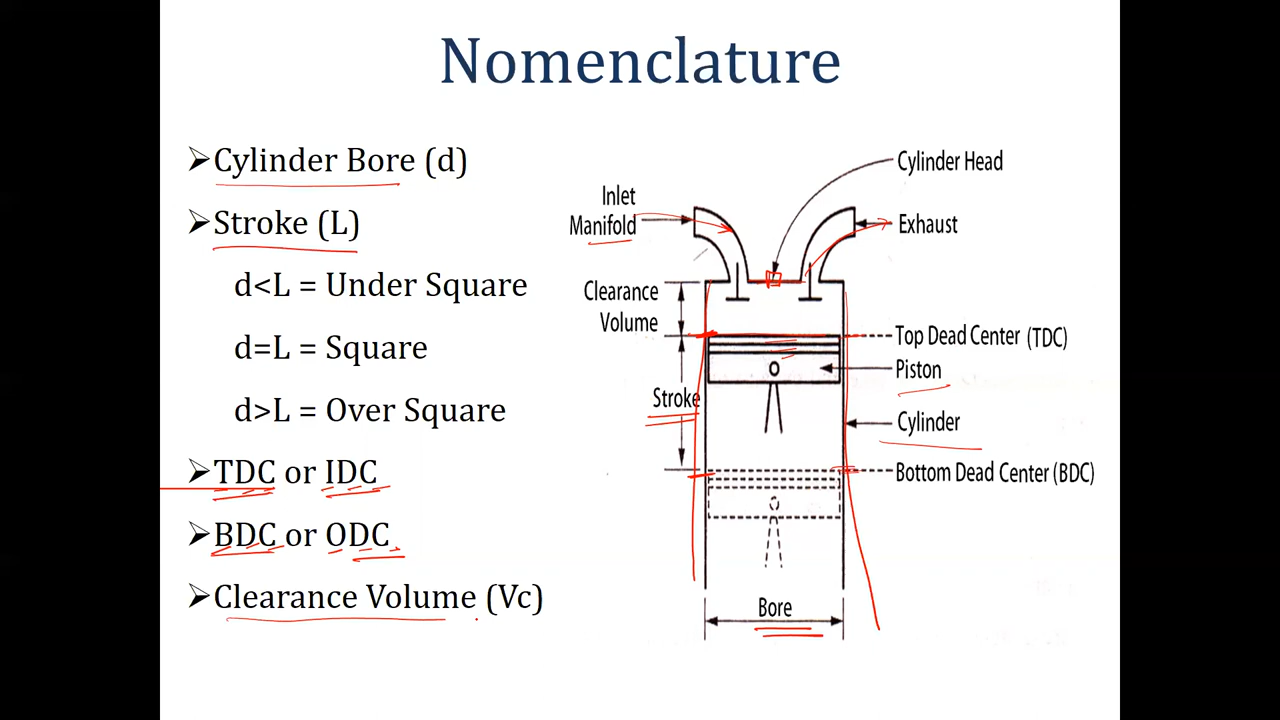 Nomenclature
➢Cylinder Bore (d)
➢Stroke (L)
d<L = Under Square
d=L = Square
d>L = Over Square
➢TDC or IDC
➢BDC or ODC
➢Clearance Volume (Vc)
Cylinder Head
Inlet
Manifold
Exhaust
Clearance
Volume
Top Dead Center (TDC)
Piston
Stroke
Cylinder
Bottom Dead Center (BDC)
Bore